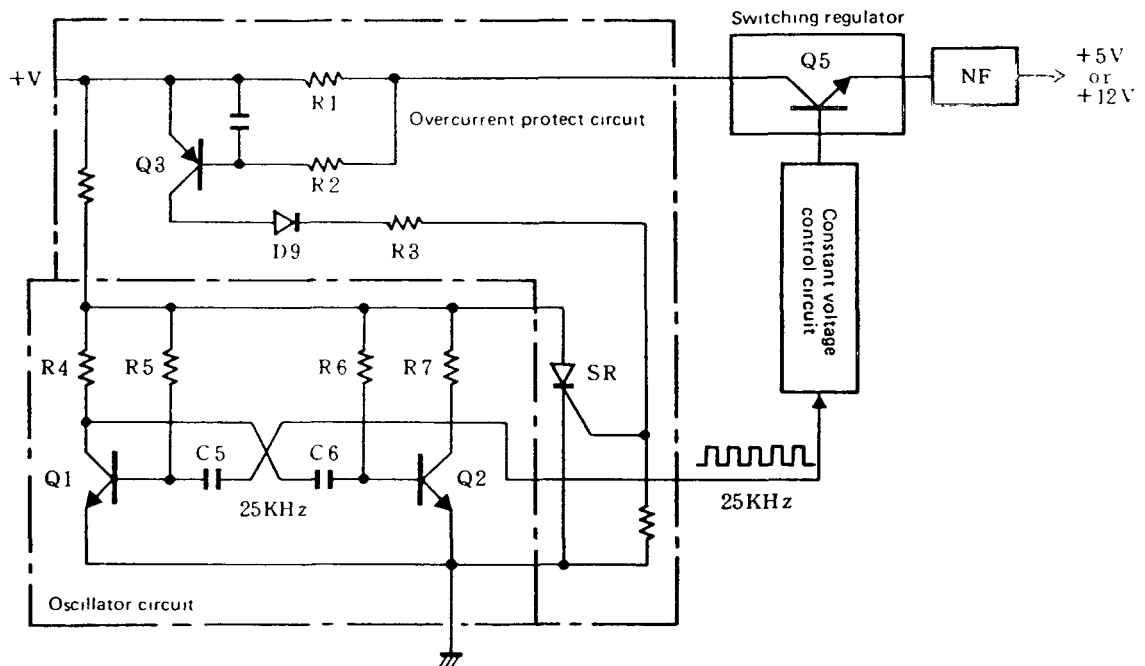 Switching regulator
+V
R1
Q5
NF
+5V
or
+12V
Overcurrent protect circuit
Q3
R2
D9
R3
Constant voltage
control circuit
R4
R5
R6
R7
SR
C5
C6
Q1
Q2
25KHz
25KHz
Oscillator circuit